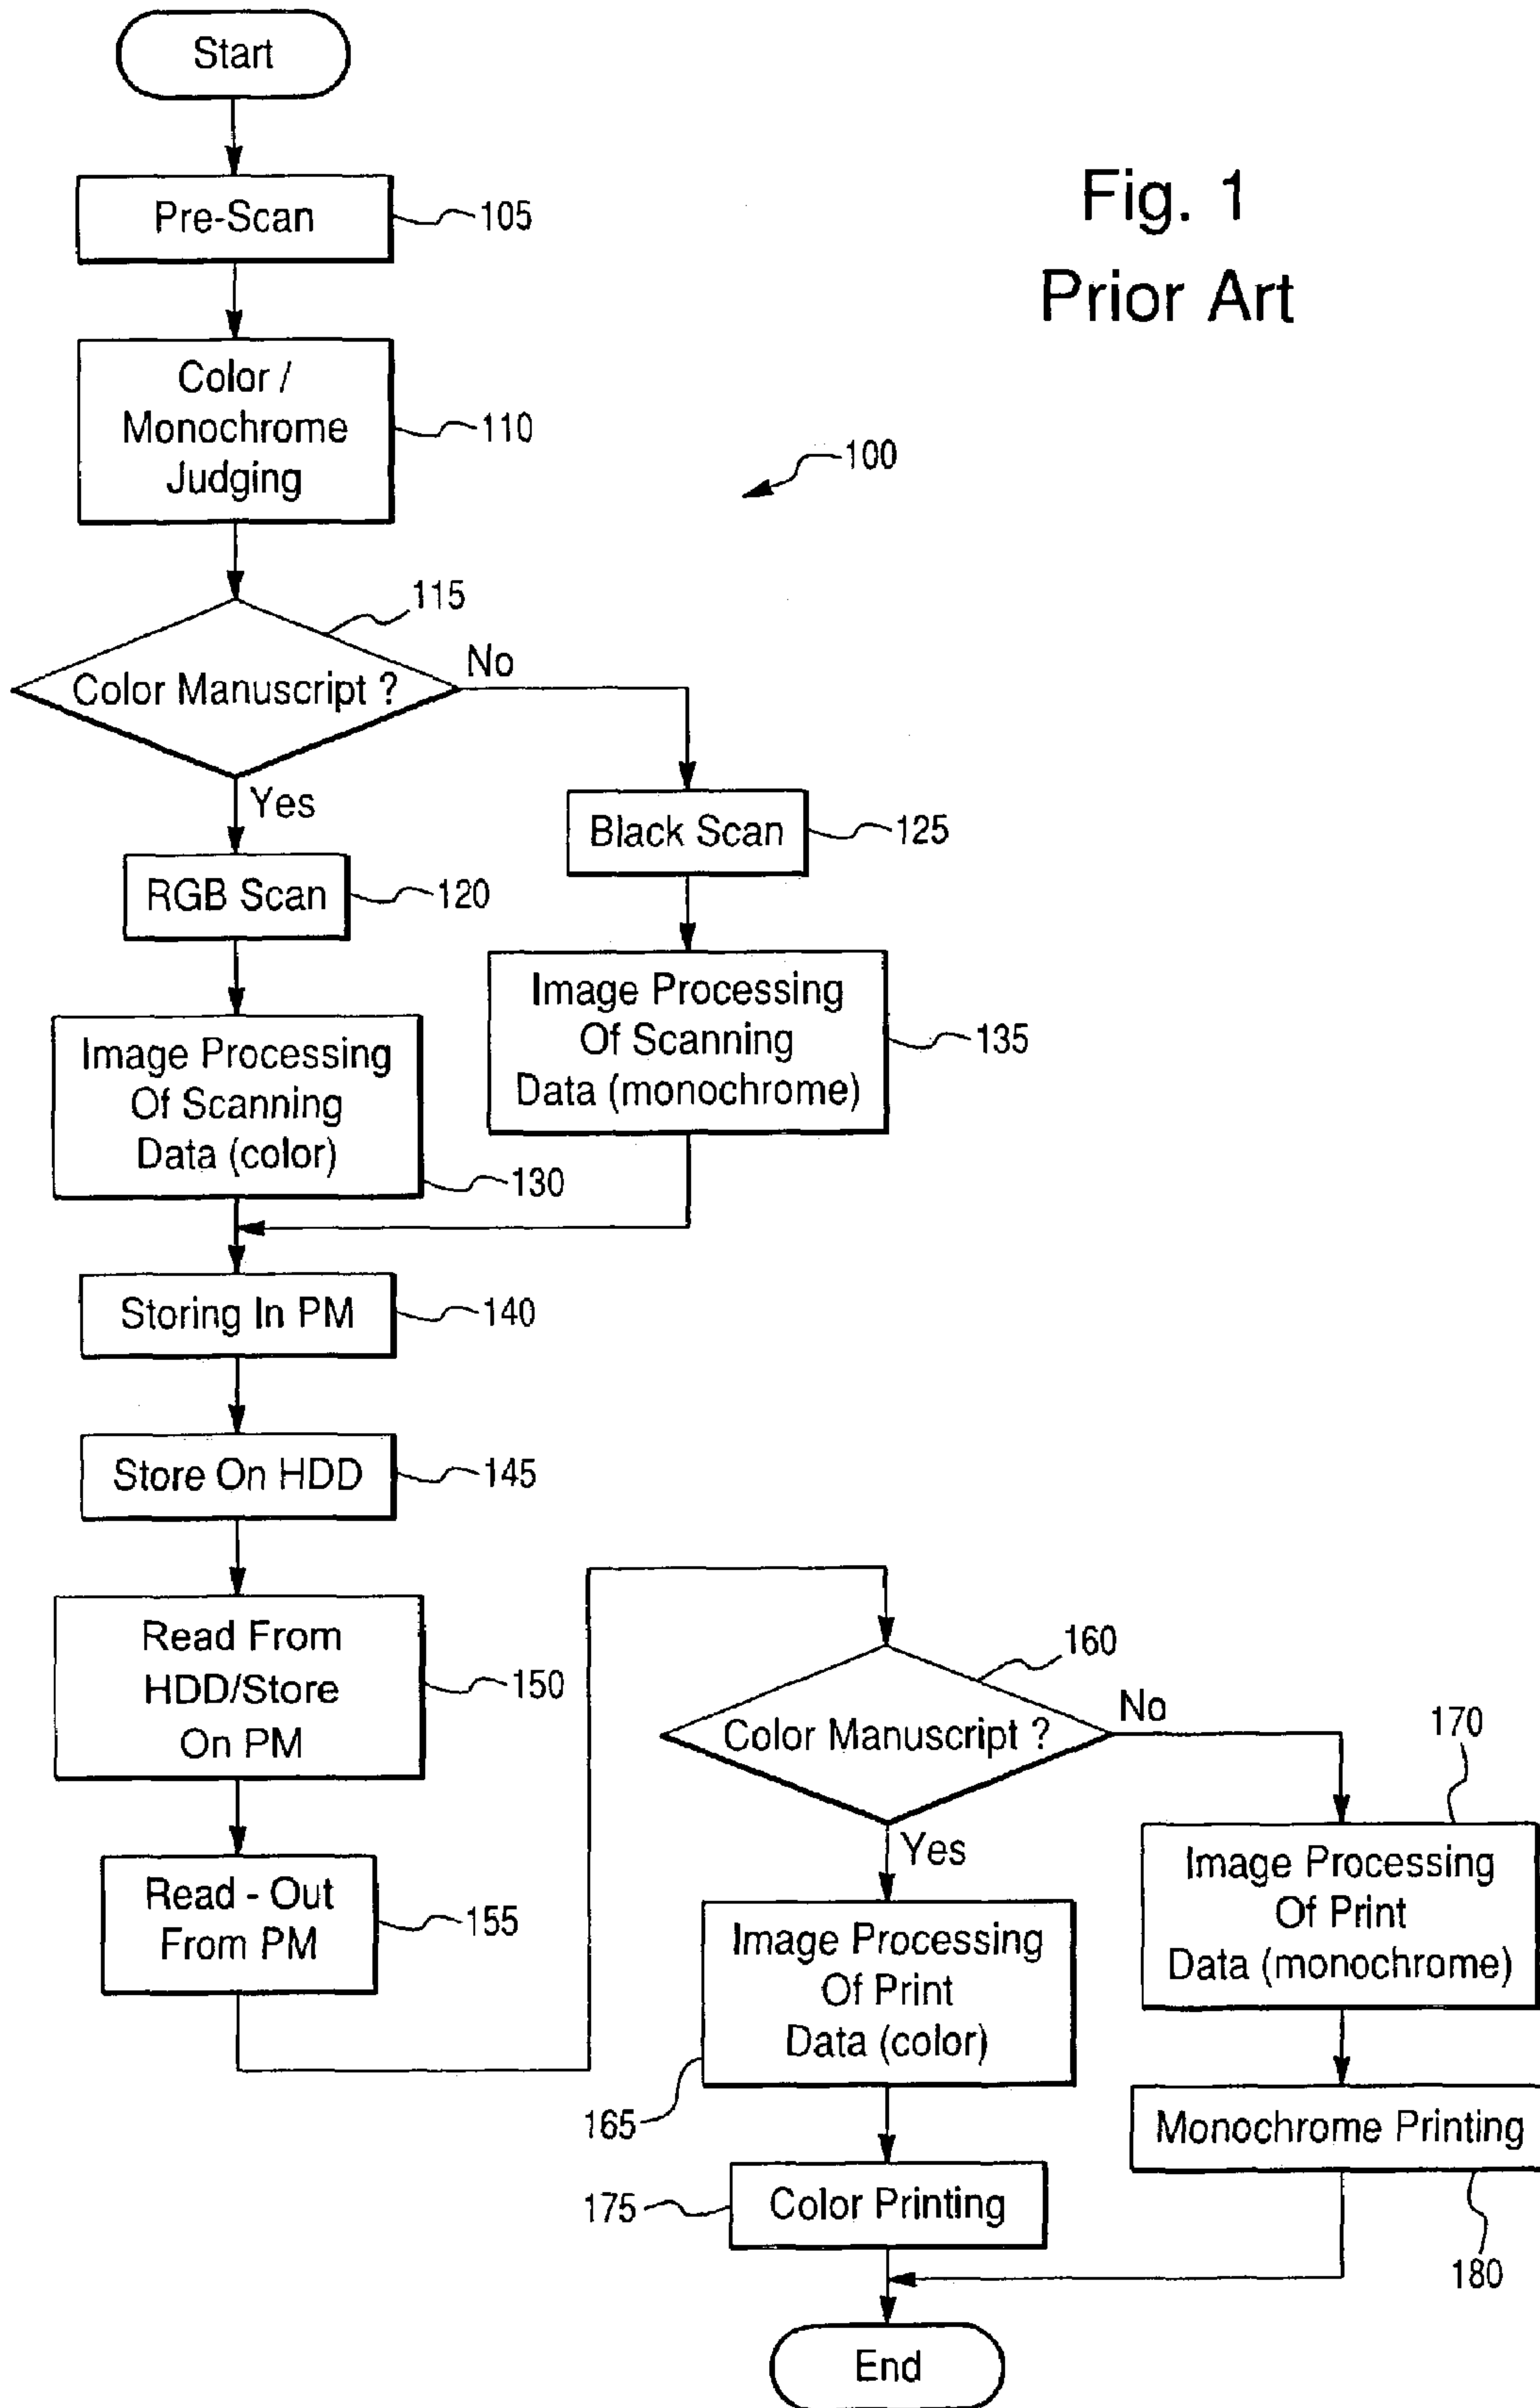 Start
Fig. 1
Prior Art
Pre-Scan
105
Color /
Monochrome
Judging
110
100
115
Color Manuscript ?
No
Yes
Black Scan
125
RGB Scan
120
Image Processing
Of Scanning
Data (monochrome)
135
Image Processing
Of Scanning
Data (color)
130
Storing In PM
140
Store On HDD
145
Read From
HDD/Store
On PM
150
Read - Out
From PM
155
160
Color Manuscript ?
No
Yes
170
Image Processing
Of Print
Data (monochrome)
Image Processing
Of Print
Data (color)
165
Monochrome Printing
180
Color Printing
175
End